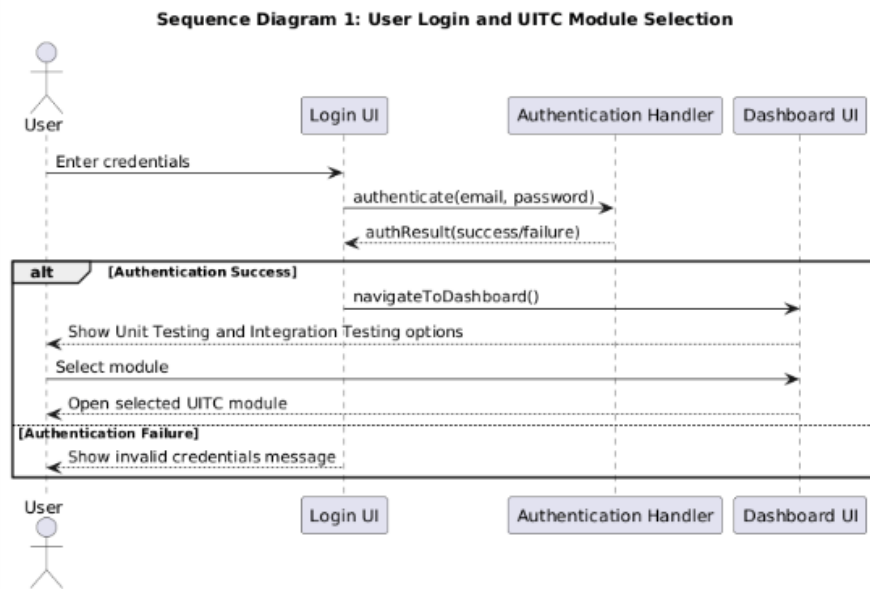 Sequence Diagram 1: User Login and UITC Module Selection
User
Login UI
Authentication Handler
Dashboard UI
Enter credentials
authenticate(email, password)
authResult(success/failure)
alt
[Authentication Success]
navigateToDashboard()
Show Unit Testing and Integration Testing options
Select module
Open selected UITC module
[Authentication Failure]
Show invalid credentials message
User
Login UI
Authentication Handler
Dashboard UI